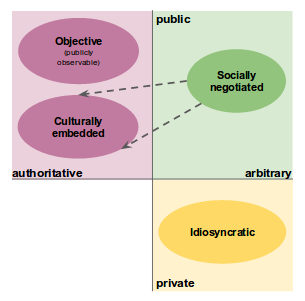 public
Objective
(publicly
observable)
Socially
negotiated
Culturally
embedded
authoritative
arbitrary
Idiosyncratic
private